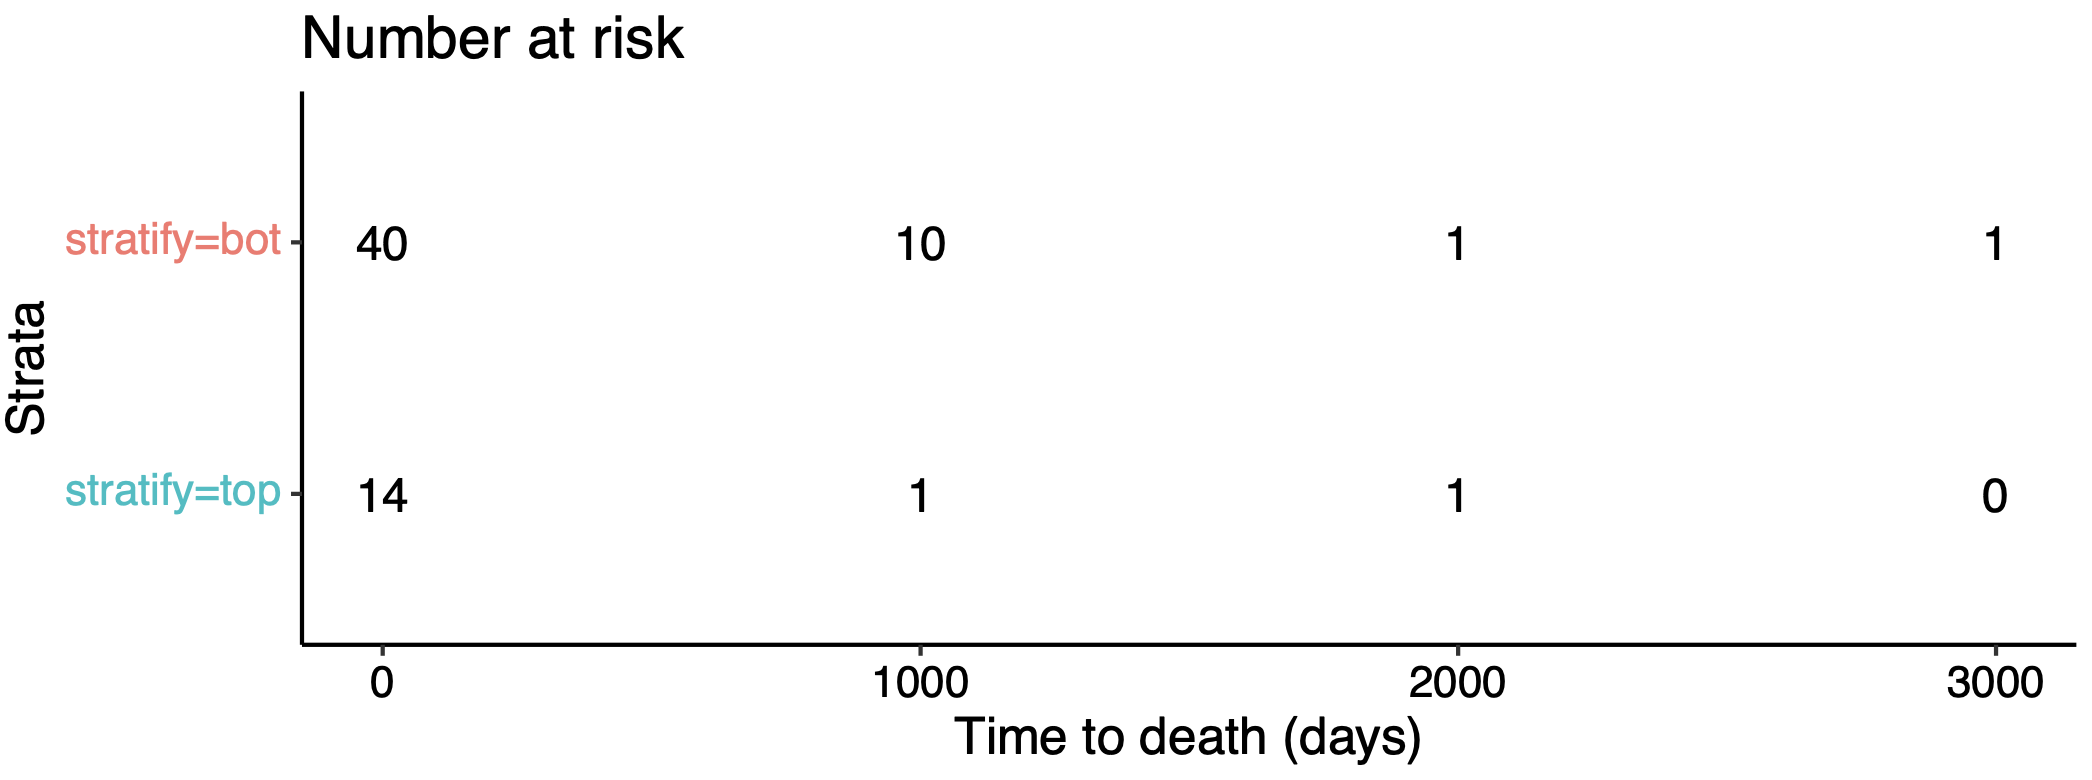 Number at risk
Strata
stratify=bot 40 10 1 1
stratify=top 14 1 1 0
0 1000 2000 3000
Time to death (days)